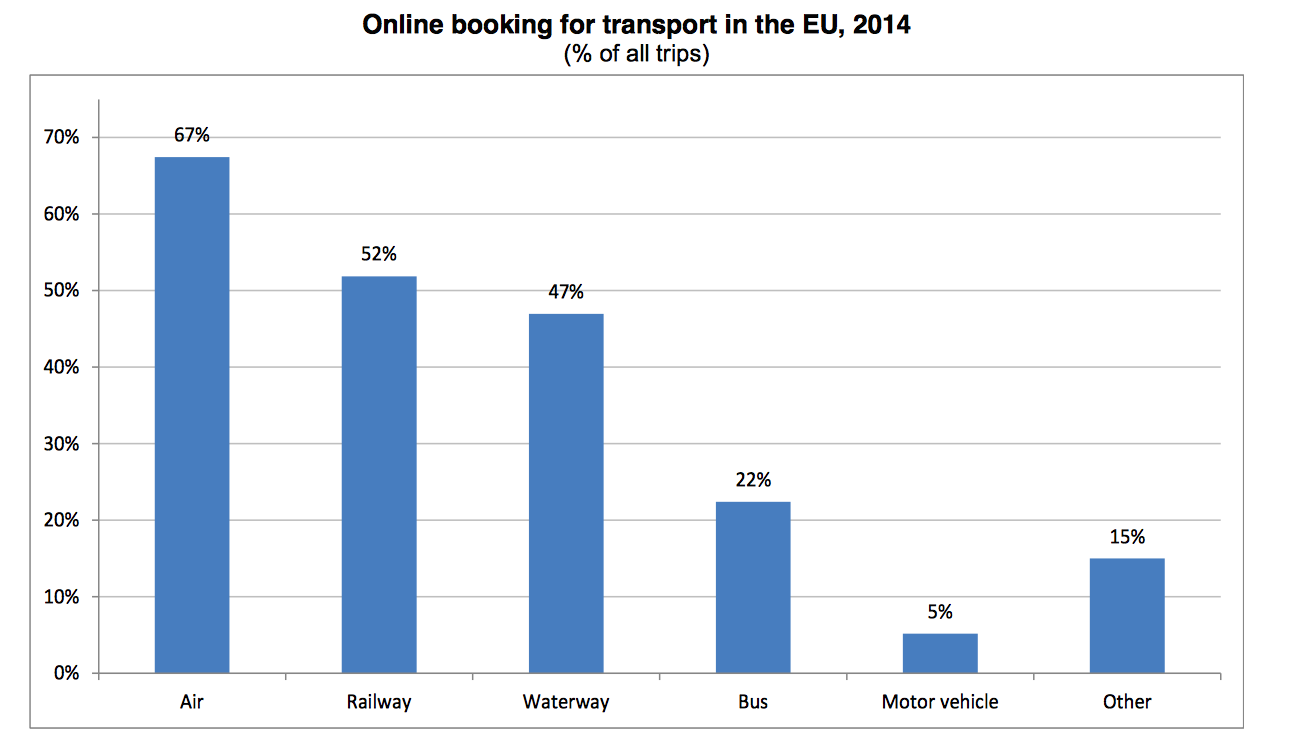 Online booking for transport in the EU, 2014
(% of all trips)
70%
60%
50%
40%
30%
20%
10%
0%
67%
52%
47%
22%
5%
15%
Air
Railway
Waterway
Bus
Motor vehicle
Other